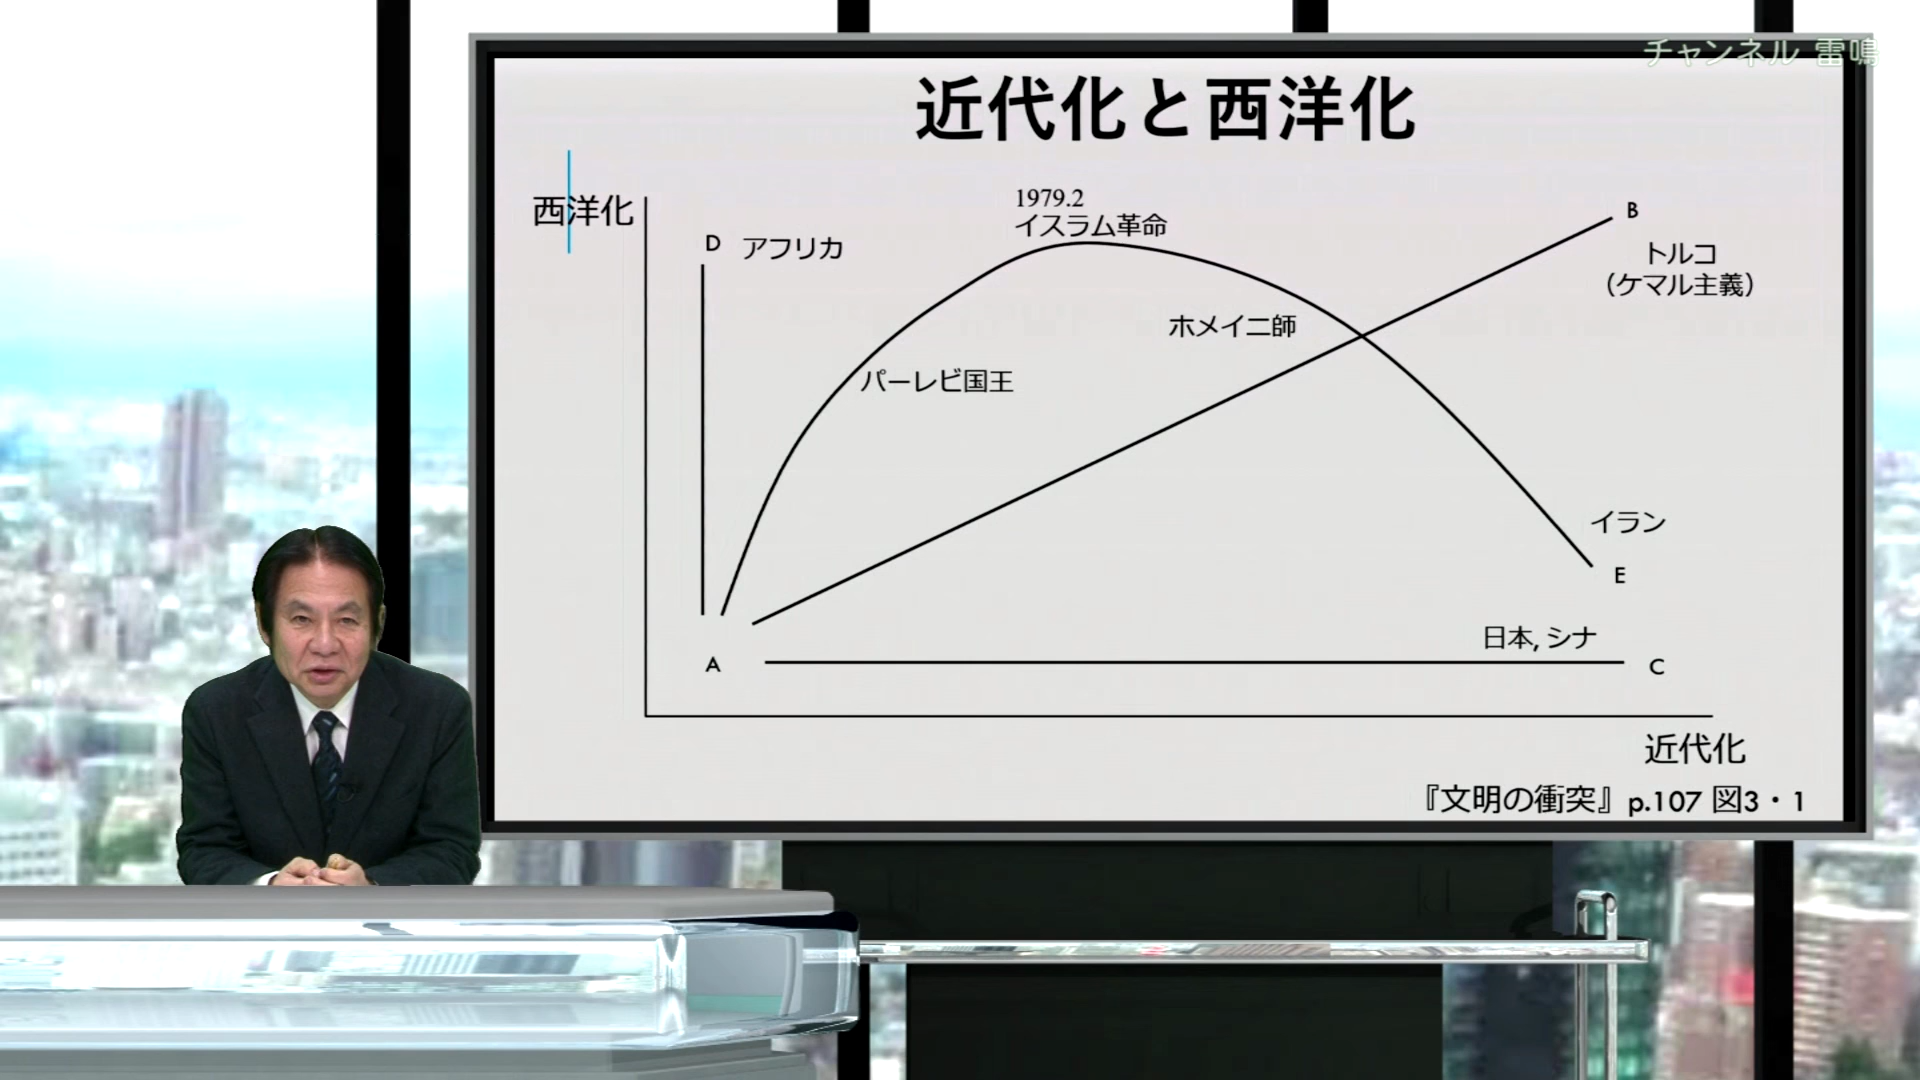 チャンネル 雷鳴
近代化と西洋化
西洋化
1979.2
イスラム革命
D アフリカ
B
トルコ
（ケマル主義）
ホメイニ師
パーレビ国王
イラン
E
日本, シナ
A
C
近代化
『文明の衝突』p.107 図3・1